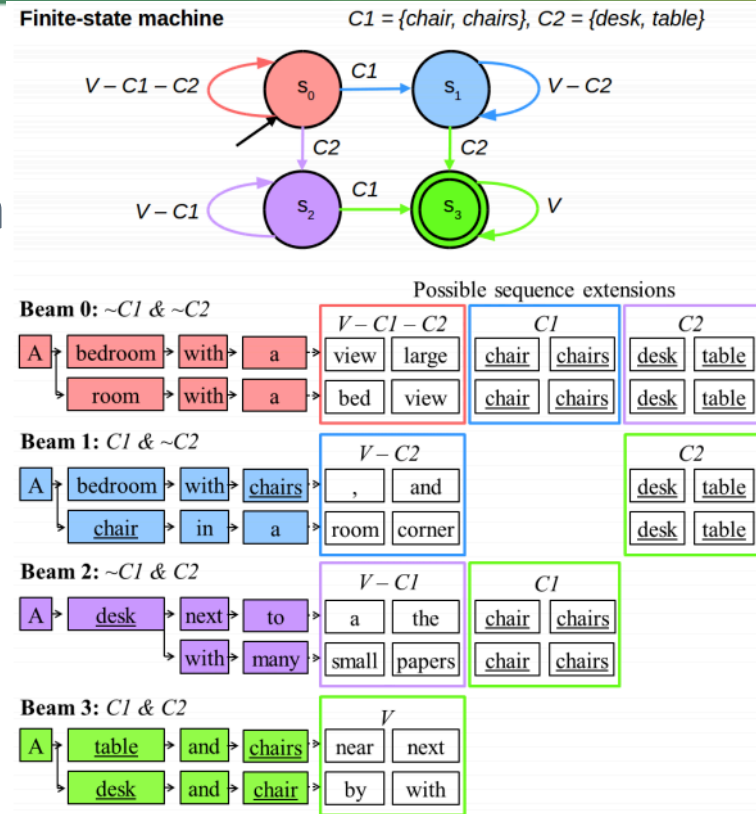 Finite-state machine C1 = {chair, chairs}, C2 = {desk, table}
V – C1 – C2 s0 C1 s1 V – C2
C2 C2
V – C1 s2 C1 s3 V
Possible sequence extensions
Beam 0: ~C1 & ~C2
V – C1 – C2 C1 C2
A bedroom with a view large chair chairs desk table
room with a bed view chair chairs desk table
Beam 1: C1 & ~C2
V – C2 C2
A bedroom with chairs , and desk table
chair in a room corner desk table
Beam 2: ~C1 & C2
V – C1 C1
A desk next to a the chair chairs
with many small papers chair chairs
Beam 3: C1 & C2
V
A table and chairs near next
desk and chair by with